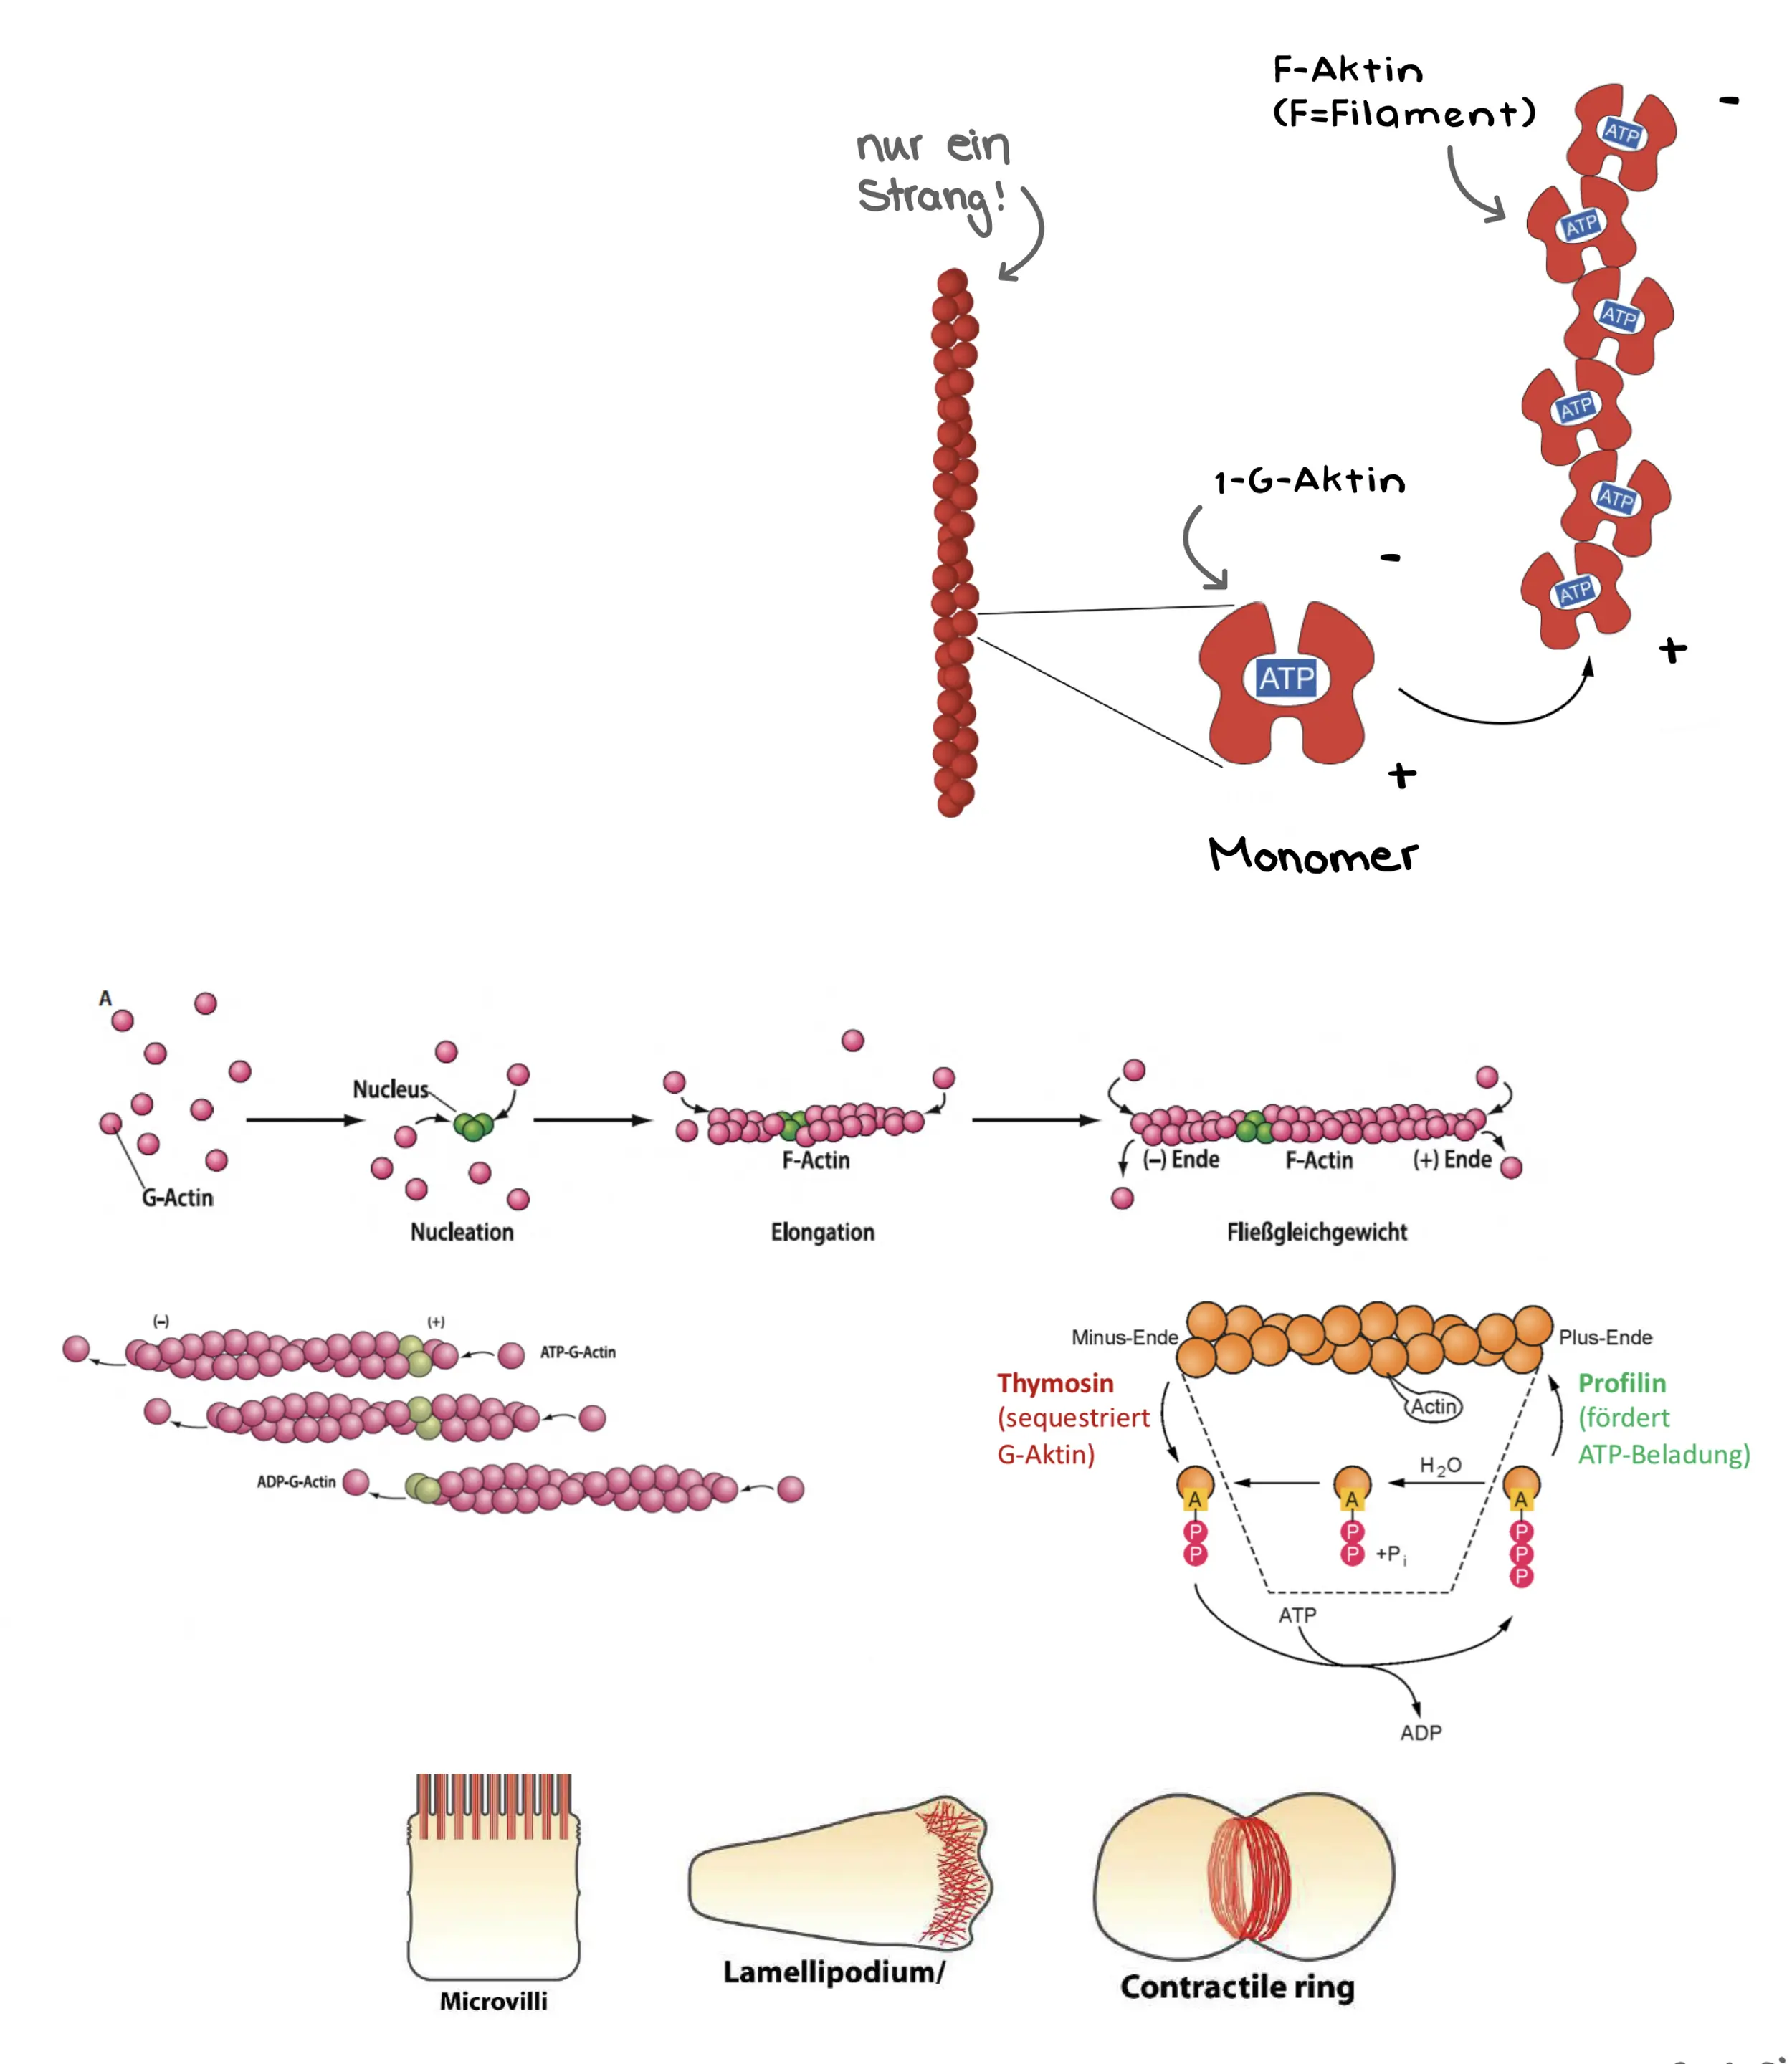 F-Aktin
(F=Filament)
-
nur ein
Strang!
ATP
ATP
ATP
ATP
ATP
ATP
+
1-G-Aktin
-
ATP
+
Monomer
A
G-Actin
Nucleus
Nucleation
F-Actin
Elongation
(–) Ende
F-Actin
(+) Ende
Fließgleichgewicht
(–)
(+)
ATP-G-Actin
ADP-G-Actin
Minus-Ende
Plus-Ende
Thymosin
(sequestriert
G-Aktin)
Actin
Profilin
(fördert
ATP-Beladung)
H2O
A
P
P
A
P
P
+Pi
A
P
P
P
ATP
ADP
Microvilli
Lamellipodium/
Contractile ring